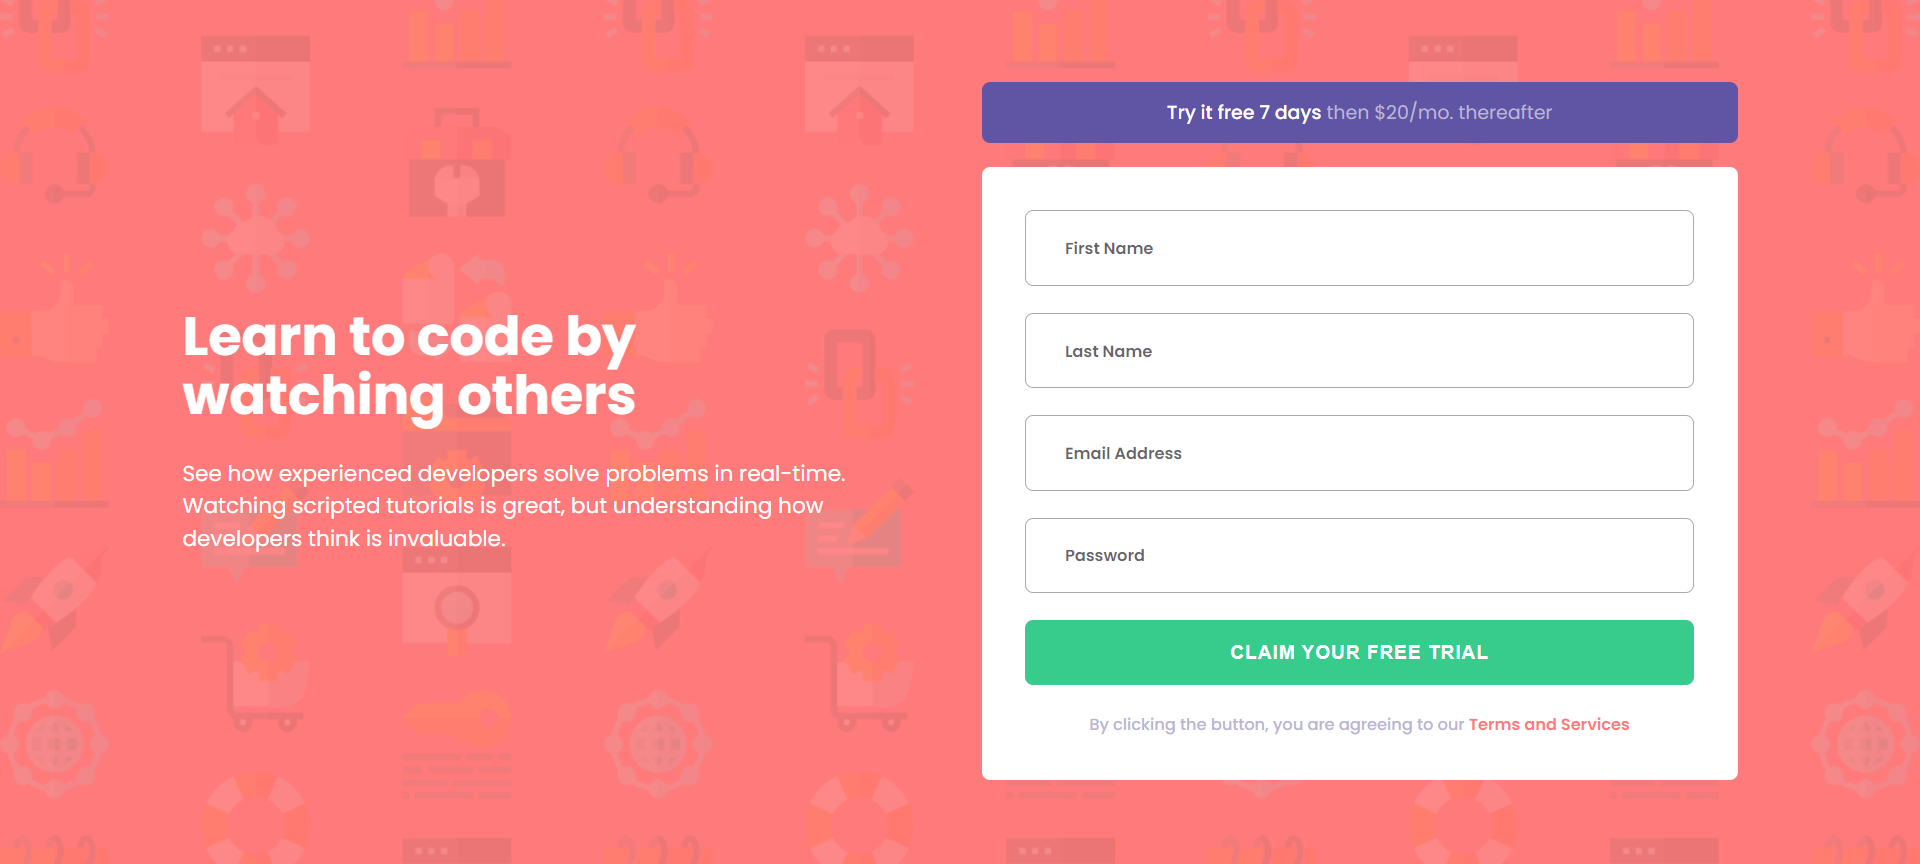 Learn to code by
watching others
See how experienced developers solve problems in real-time.
Watching scripted tutorials is great, but understanding how
developers think is invaluable.
Try it free 7 days then $20/mo. thereafter
First Name
Last Name
Email Address
Password
CLAIM YOUR FREE TRIAL
By clicking the button, you are agreeing to our Terms and Services